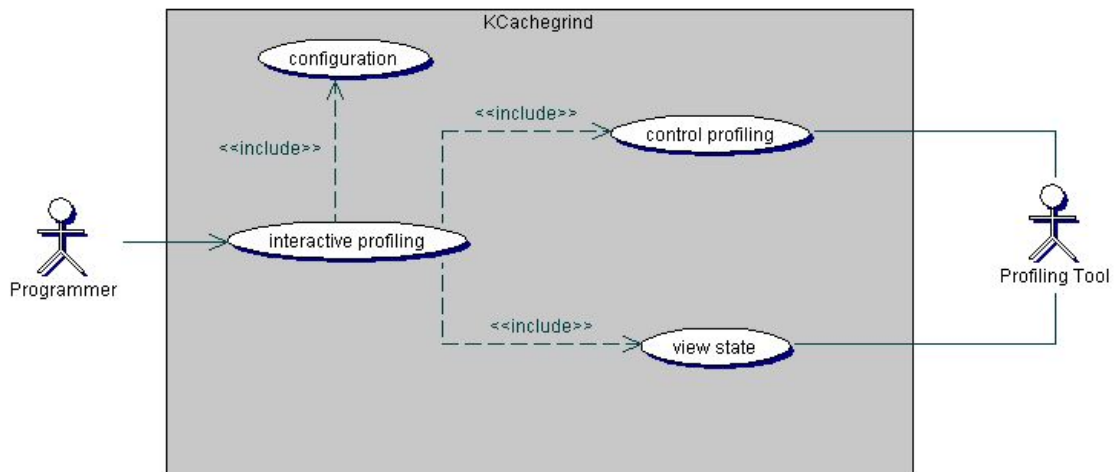 KCachegrind
configuration
<<include>>
control profiling
<<include>>
interactive profiling
Programmer
Profiling Tool
<<include>>
view state